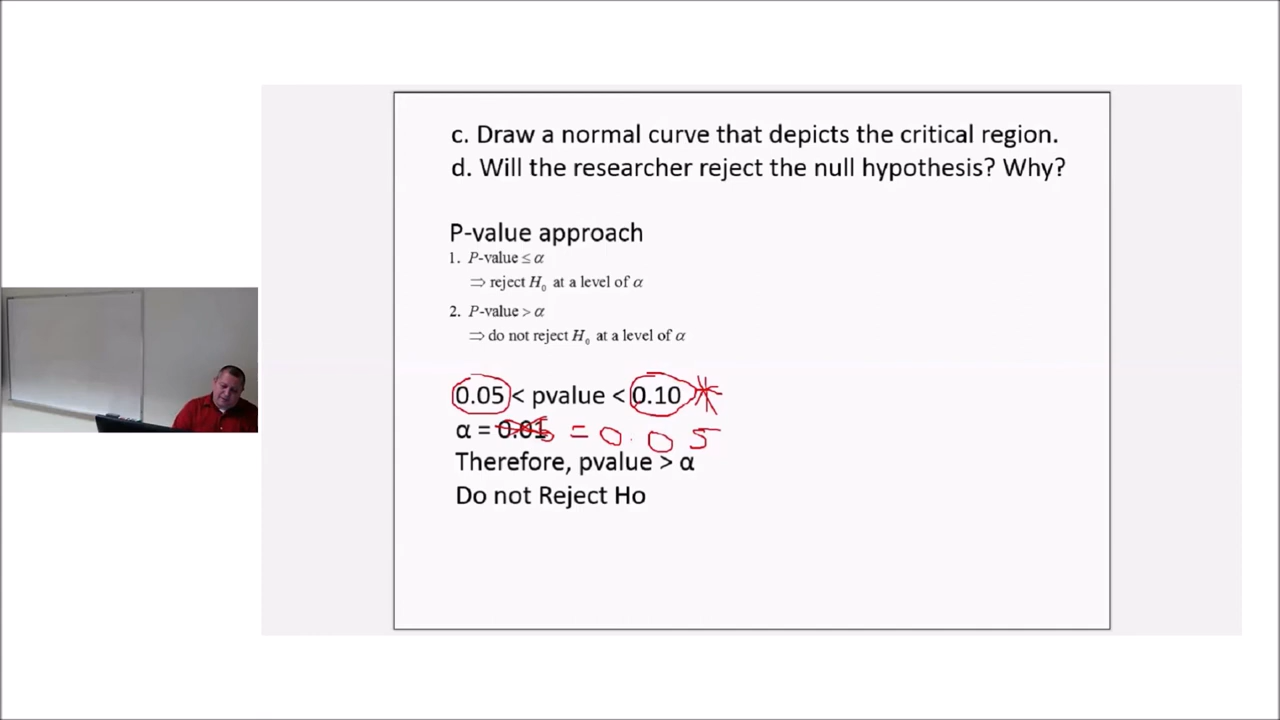 c. Draw a normal curve that depicts the critical region.
d. Will the researcher reject the null hypothesis? Why?
P-value approach
1. P-value ≤ α
⇒ reject H₀ at a level of α
2. P-value > α
⇒ do not reject H₀ at a level of α
0.05 < pvalue < 0.10 *
α = 0.01 = 0.05
Therefore, pvalue > α
Do not Reject Ho